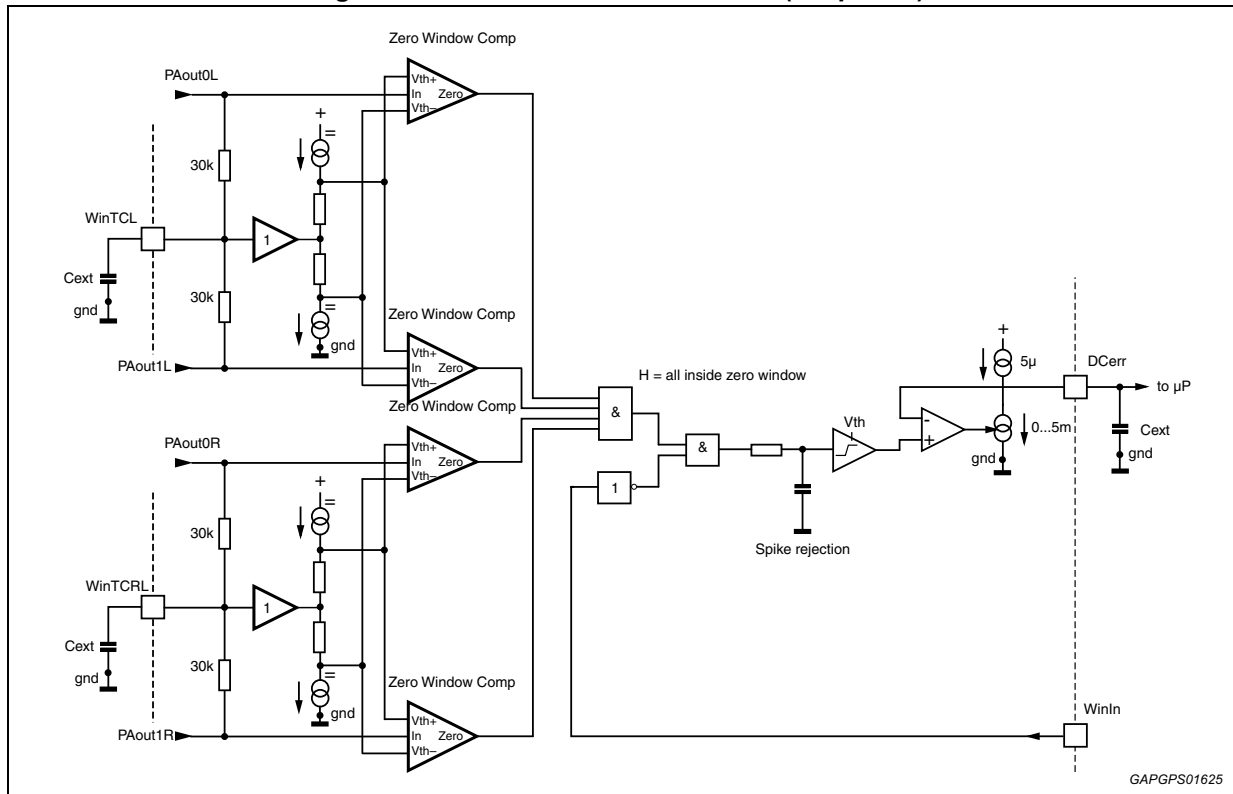 Zero Window Comp
PAout0L
Vth+
In Zero
Vth–
+
=
30k
WinTCL
1
Cext
gnd
30k
=
gnd
Zero Window Comp
PAout1L
Vth+
In Zero
Vth–
Zero Window Comp
H = all inside zero window
&
PAout0R
Vth+
In Zero
Vth–
+
=
30k
WinTCRL
1
Cext
gnd
30k
=
gnd
Zero Window Comp
PAout1R
Vth+
In Zero
Vth–
&
1
Vth
Spike rejection
-
+
+
5µ
0...5m
gnd
DCerr
to µP
Cext
gnd
WinIn
GAPGPS01625